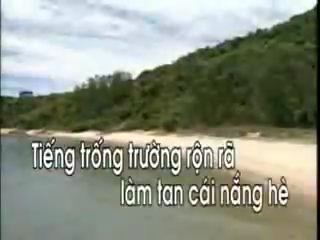 Tiếng trống trường rộn rã
làm tan cái nắng hè